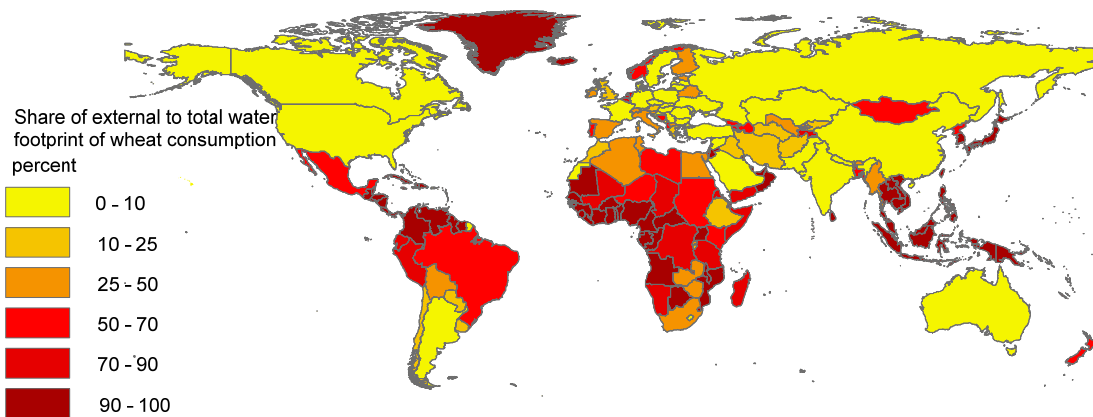 Share of external to total water
footprint of wheat consumption
percent
0 - 10
10 - 25
25 - 50
50 - 70
70 - 90
90 - 100